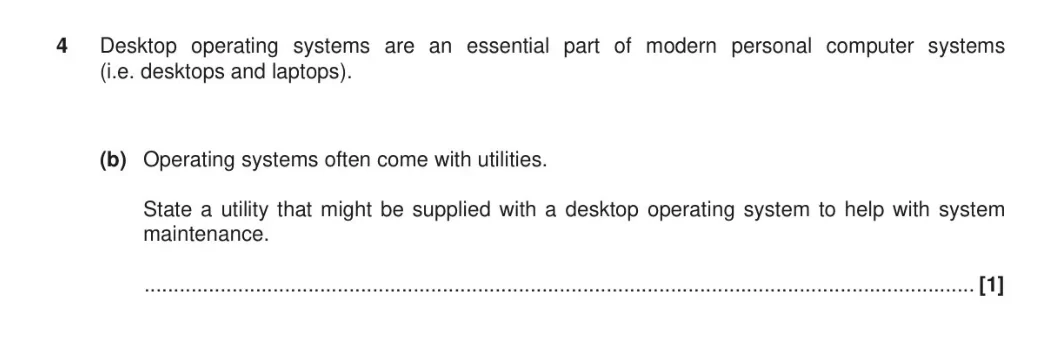 4 Desktop operating systems are an essential part of modern personal computer systems
(i.e. desktops and laptops).
(b) Operating systems often come with utilities.
State a utility that might be supplied with a desktop operating system to help with system
maintenance.
.......................................................................................................................................... [1]